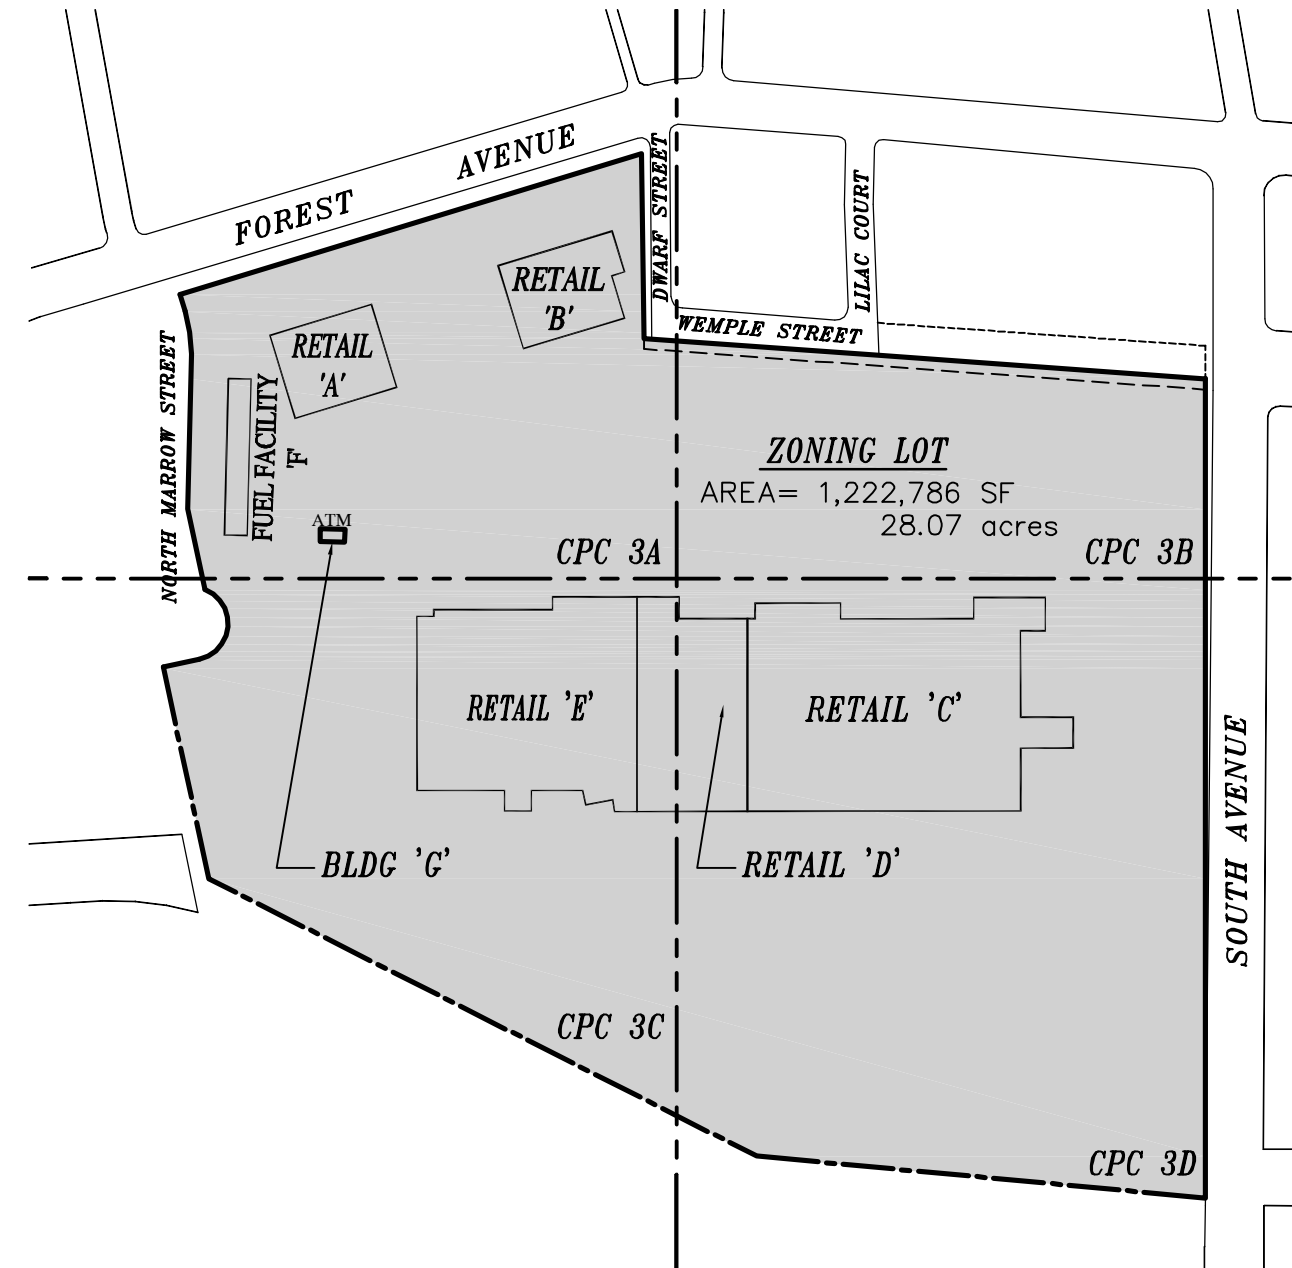 FOREST AVENUE
DWARF STREET
LILAC COURT
WEMPLE STREET
RETAIL
'B'
RETAIL
'A'
NORTH MARROW STREET
FUEL FACILITY
'F'
ATM
ZONING LOT
AREA= 1,222,786 SF
28.07 acres
CPC 3A
CPC 3B
RETAIL 'E'
RETAIL 'C'
BLDG 'G'
RETAIL 'D'
SOUTH AVENUE
CPC 3C
CPC 3D